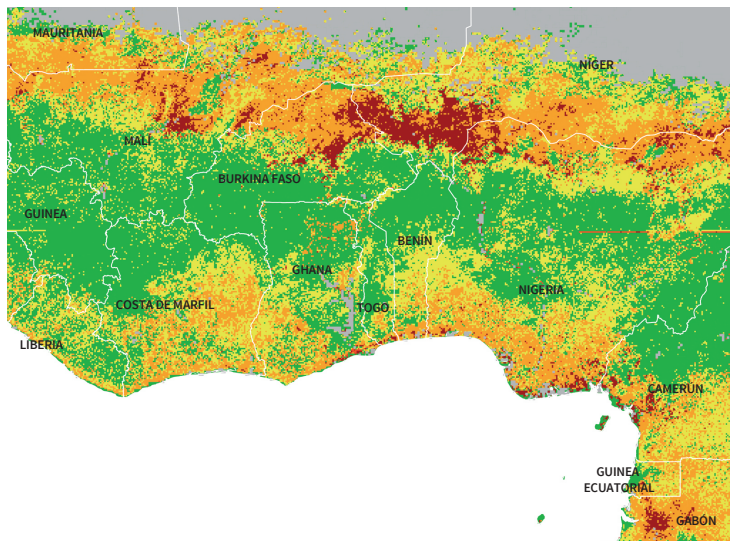 MAURITANIA
NÍGER
MALÍ
BURKINA FASO
GUINEA
BENÍN
GHANA
NIGERIA
COSTA DE MARFIL
TOGO
LIBERIA
CAMERÚN
GUINEA
ECUATORIAL
GABÓN